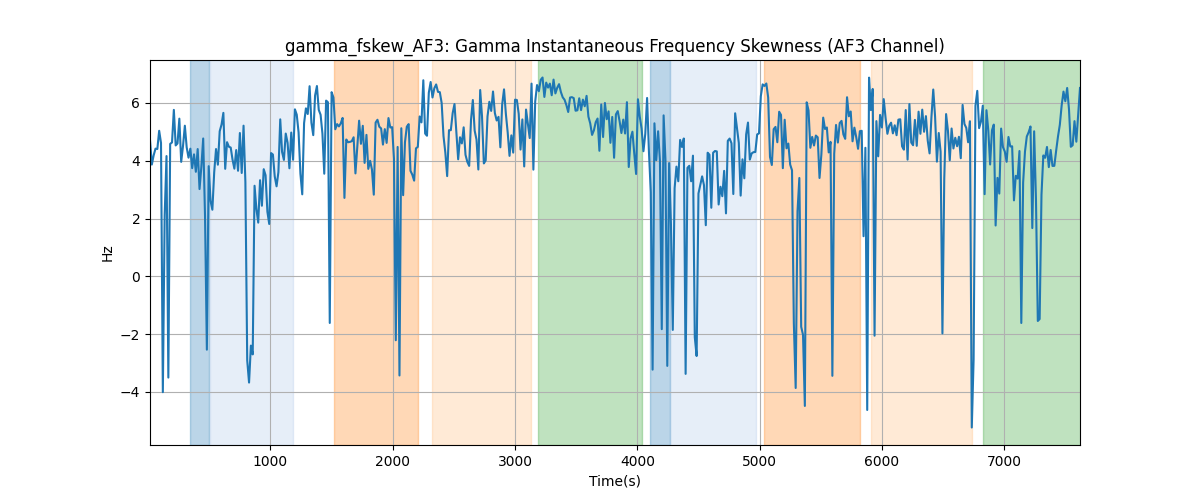 gamma_fskew_AF3: Gamma Instantaneous Frequency Skewness (AF3 Channel)
Hz
6
4
2
0
−2
−4
1000 2000 3000 4000 5000 6000 7000
Time(s)